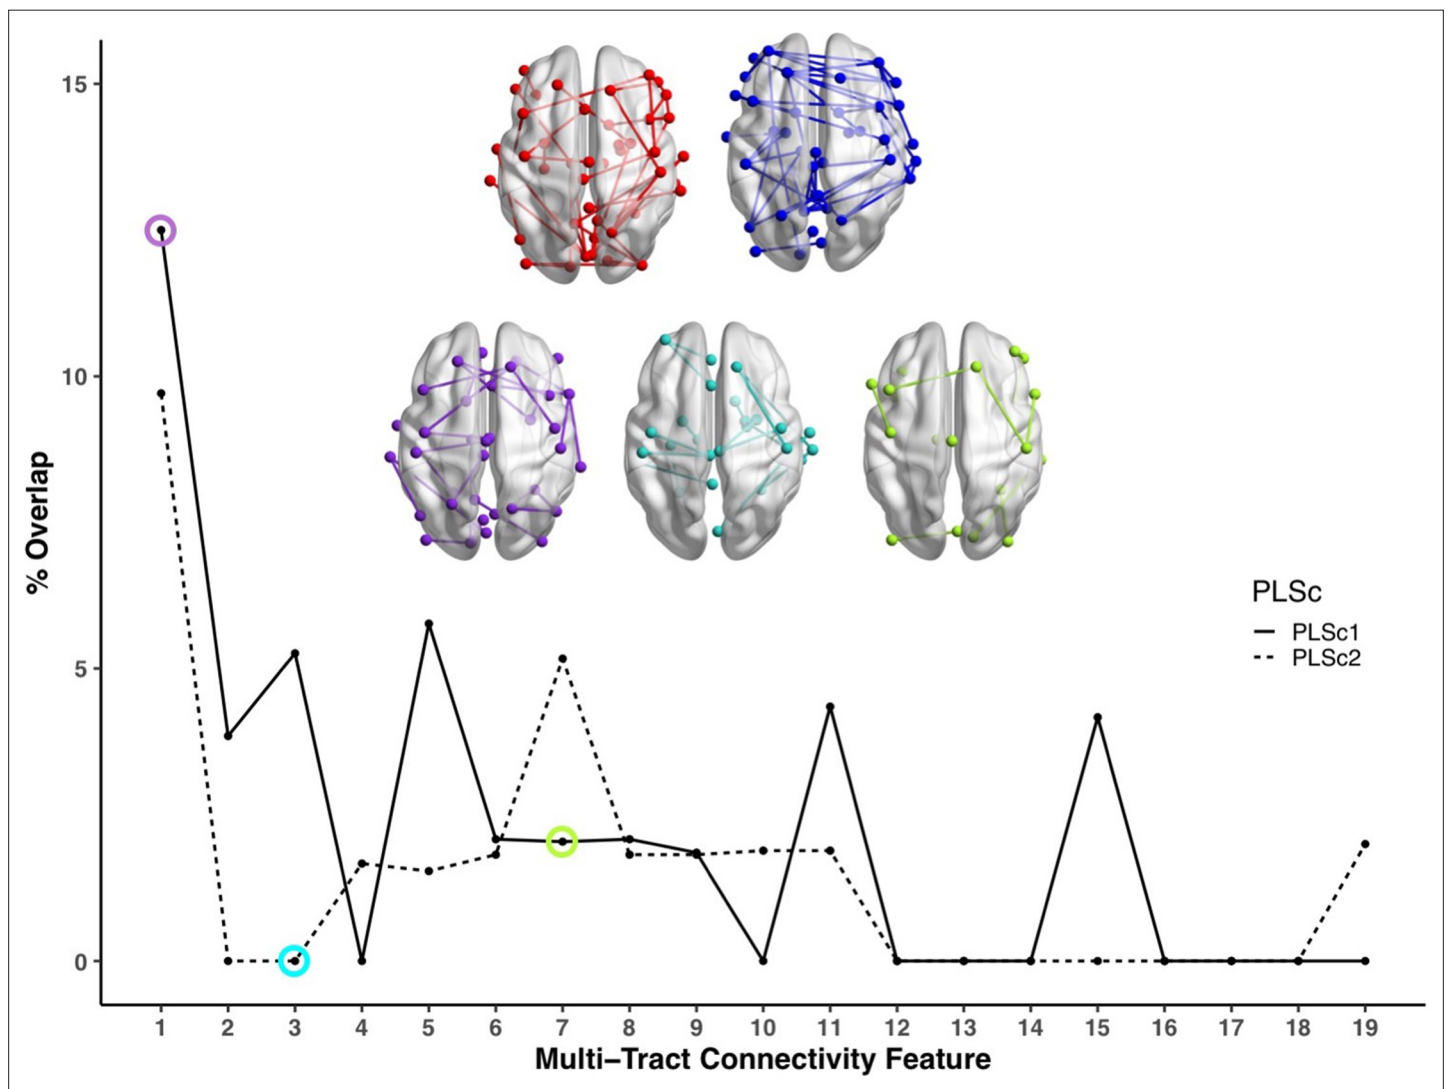 15
10
5
0
% Overlap
PLSc
PLSc1
PLSc2
1 2 3 4 5 6 7 8 9 10 11 12 13 14 15 16 17 18 19
Multi−Tract Connectivity Feature